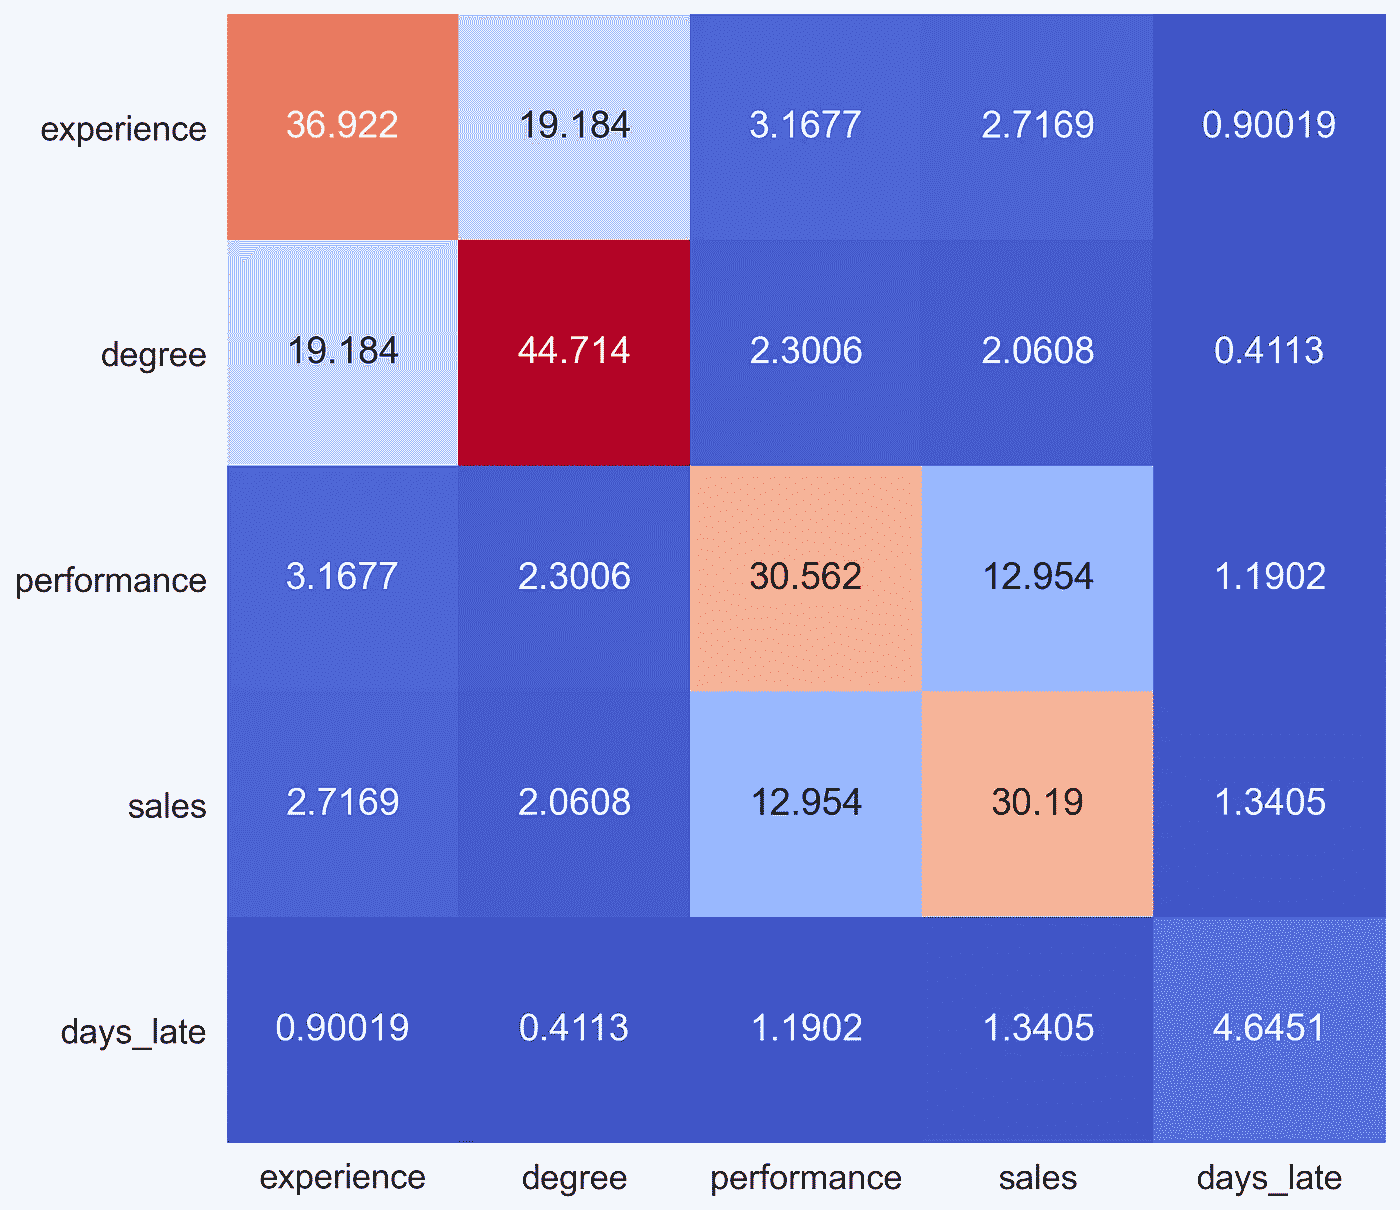 experience 36.922 19.184 3.1677 2.7169 0.90019
degree 19.184 44.714 2.3006 2.0608 0.4113
performance 3.1677 2.3006 30.562 12.954 1.1902
sales 2.7169 2.0608 12.954 30.19 1.3405
days_late 0.90019 0.4113 1.1902 1.3405 4.6451
experience degree performance sales days_late